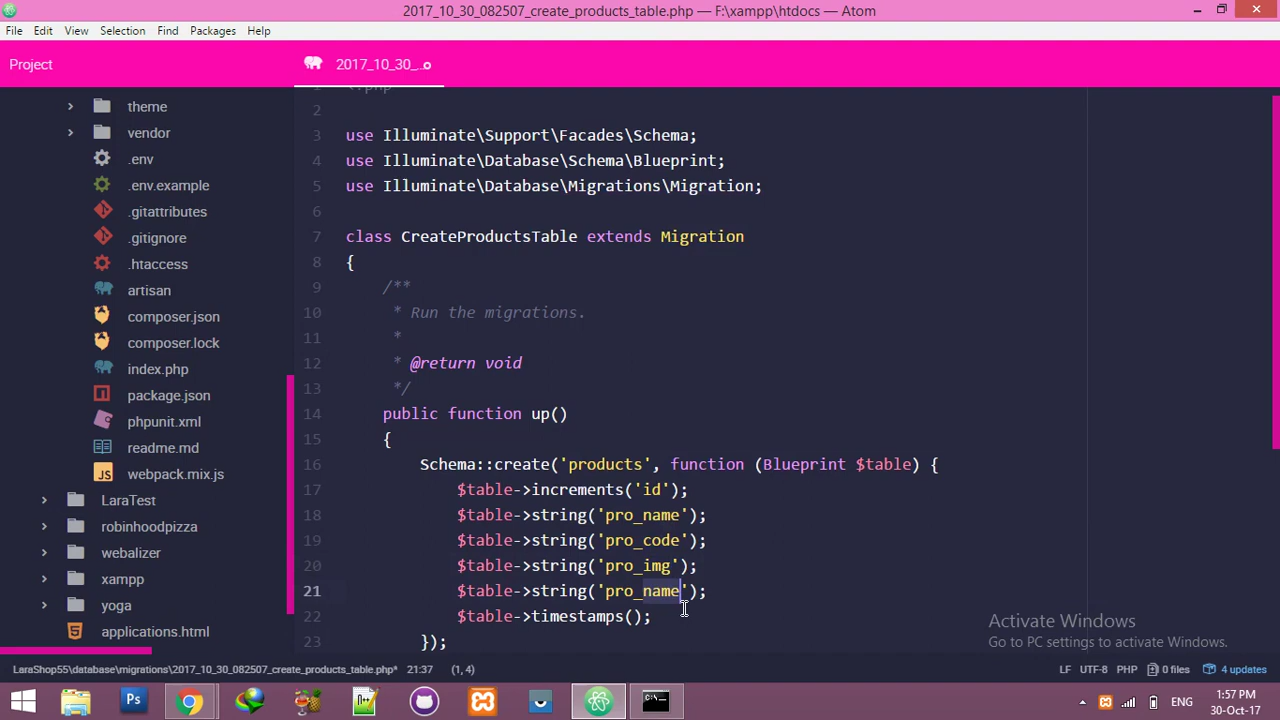 2017_10_30_082507_create_products_table.php — F:\xampp\htdocs — Atom
File Edit View Selection Find Packages Help
Project
2017_10_30_...
theme
vendor
.env
.env.example
.gitattributes
.gitignore
.htaccess
artisan
composer.json
composer.lock
index.php
package.json
phpunit.xml
readme.md
webpack.mix.js
LaraTest
robinhoodpizza
webalizer
xampp
yoga
applications.html
1 <?php
2
3 use Illuminate\Support\Facades\Schema;
4 use Illuminate\Database\Schema\Blueprint;
5 use Illuminate\Database\Migrations\Migration;
6
7 class CreateProductsTable extends Migration
8 {
9 /**
10 * Run the migrations.
11 *
12 * @return void
13 */
14 public function up()
15 {
16 Schema::create('products', function (Blueprint $table) {
17 $table->increments('id');
18 $table->string('pro_name');
19 $table->string('pro_code');
20 $table->string('pro_img');
21 $table->string('pro_name');
22 $table->timestamps();
23 });
Activate Windows
Go to PC settings to activate Windows.
LaraShop55\database\migrations\2017_10_30_082507_create_products_table.php* 21:37 (1, 4) LF UTF-8 PHP 0 files 4 updates
Ps
N++
ENG
1:57 PM
30-Oct-17